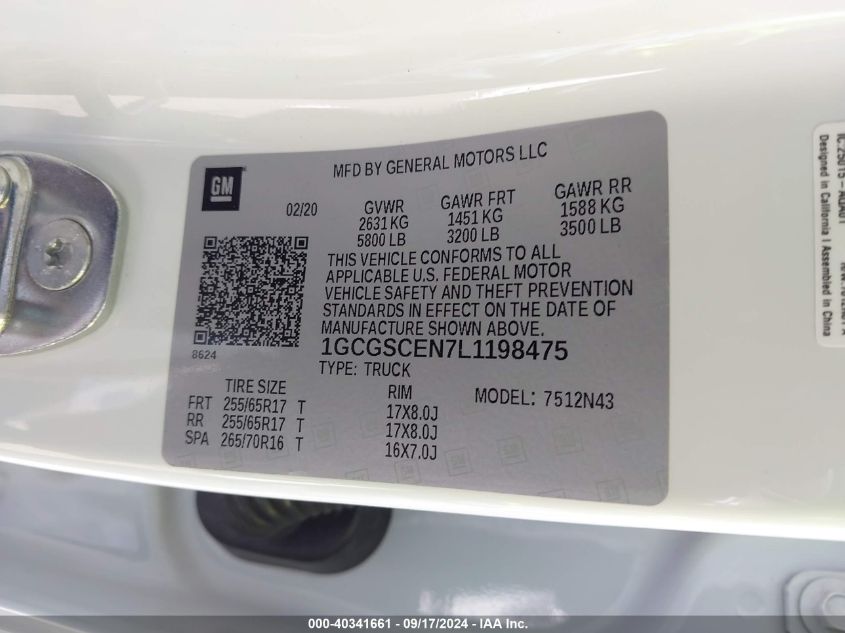 GM
MFD BY GENERAL MOTORS LLC
02/20
GVWR GAWR FRT GAWR RR
2631 KG 1451 KG 1588 KG
5800 LB 3200 LB 3500 LB
THIS VEHICLE CONFORMS TO ALL
APPLICABLE U.S. FEDERAL MOTOR
VEHICLE SAFETY AND THEFT PREVENTION
STANDARDS IN EFFECT ON THE DATE OF
MANUFACTURE SHOWN ABOVE.
8624
1GCGSCEN7L1198475
TYPE: TRUCK
TIRE SIZE RIM MODEL: 7512N43
FRT 255/65R17 T 17X8.0J
RR 255/65R17 T 17X8.0J
SPA 265/70R16 T 16X7.0J
Designed in California | Assembled in China
000-40341661 - 09/17/2024 - IAAI Inc.